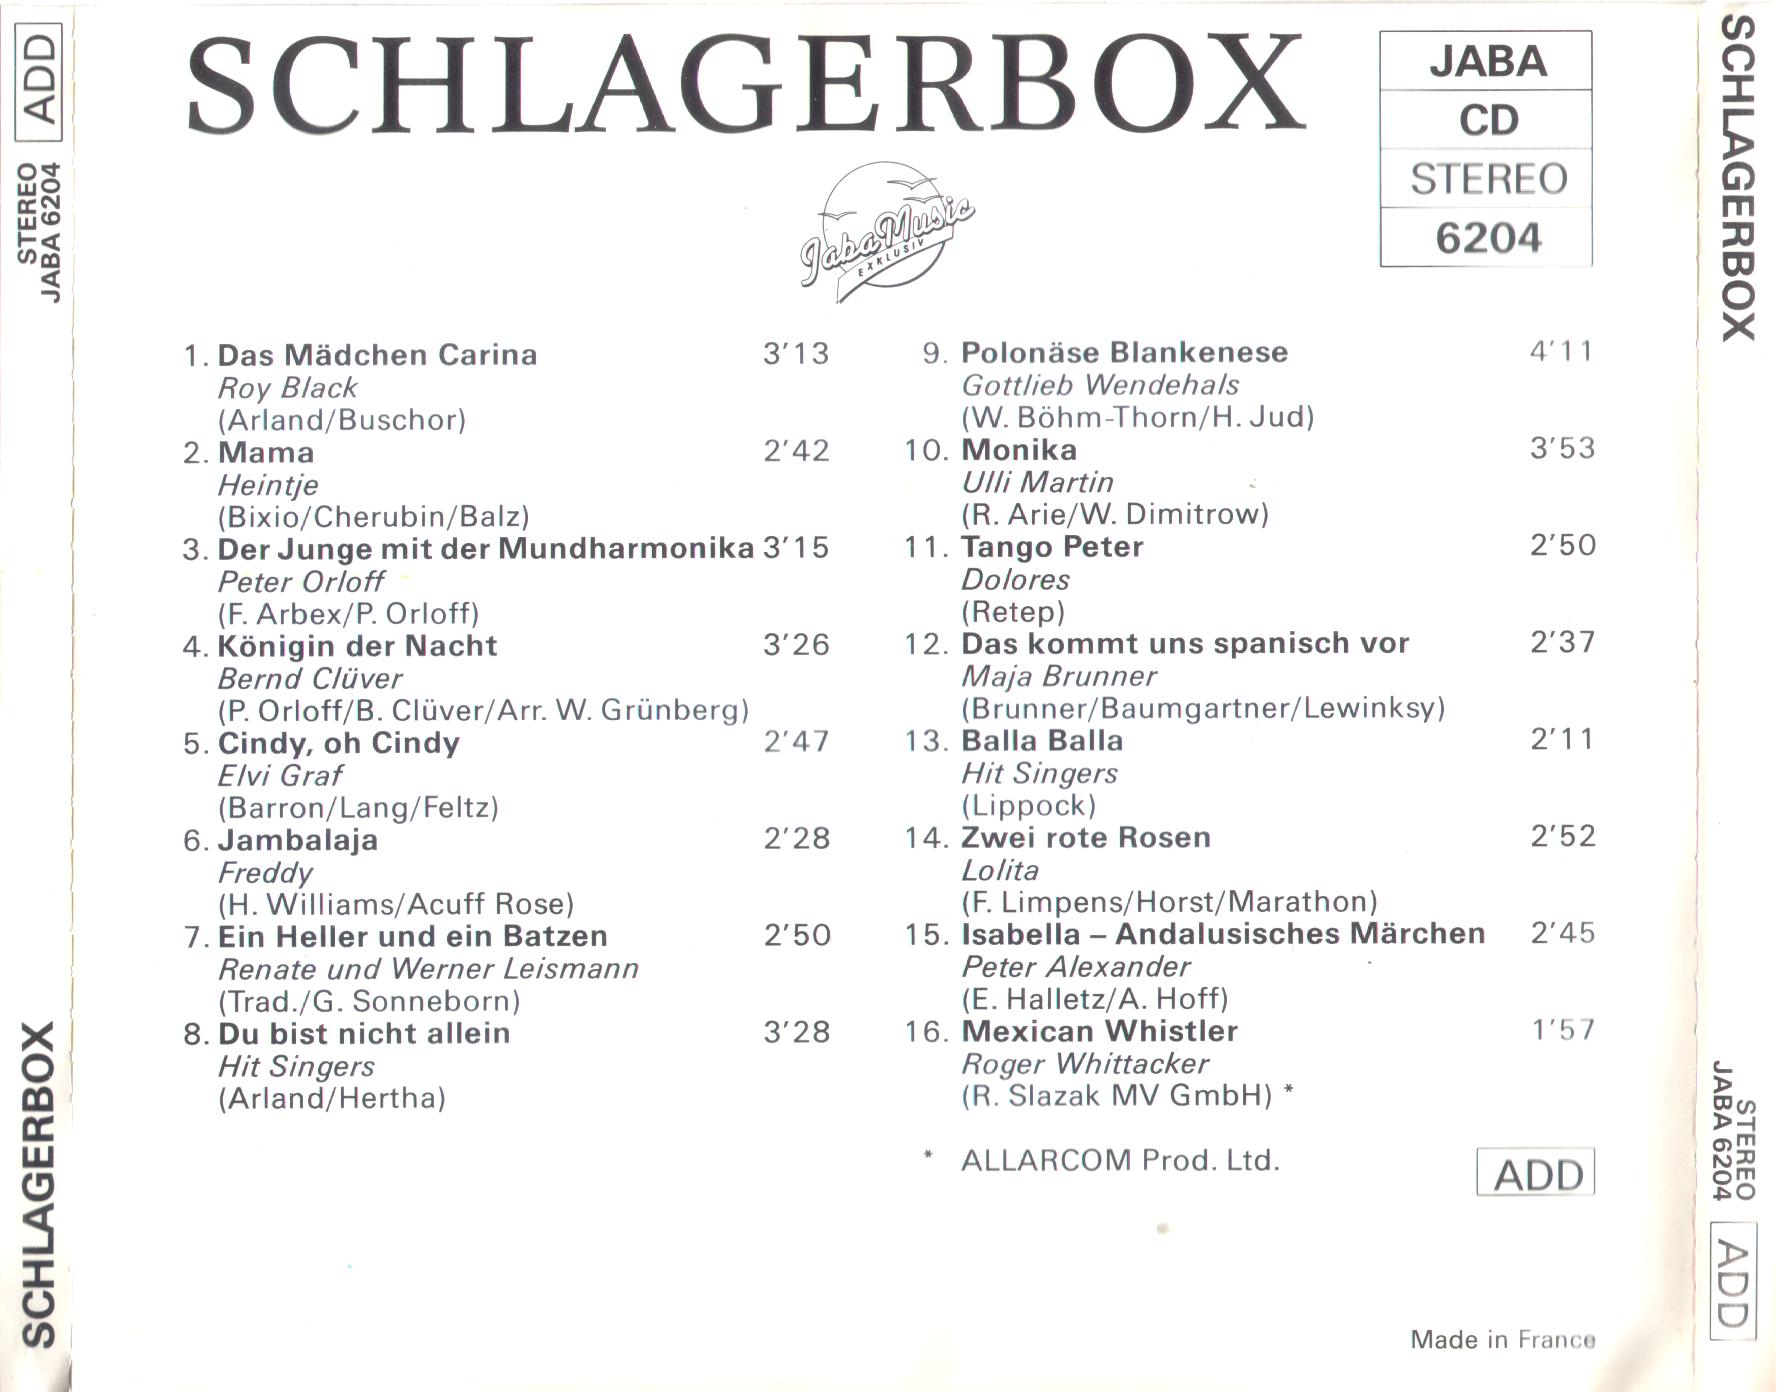 SCHLAGERBOX
JABA
CD
STEREO
6204
Jaba Music
EXKLUSIV
1. Das Mädchen Carina 3'13
Roy Black
(Arland/Buschor)
2. Mama 2'42
Heintje
(Bixio/Cherubin/Balz)
3. Der Junge mit der Mundharmonika 3'15
Peter Orloff
(F. Arbex/P. Orloff)
4. Königin der Nacht 3'26
Bernd Clüver
(P. Orloff/B. Clüver/Arr. W. Grünberg)
5. Cindy, oh Cindy 2'47
Elvi Graf
(Barron/Lang/Feltz)
6. Jambalaja 2'28
Freddy
(H. Williams/Acuff Rose)
7. Ein Heller und ein Batzen 2'50
Renate und Werner Leismann
(Trad./G. Sonneborn)
8. Du bist nicht allein 3'28
Hit Singers
(Arland/Hertha)
9. Polonäse Blankenese 4'11
Gottlieb Wendehals
(W. Böhm-Thorn/H. Jud)
10. Monika 3'53
Ulli Martin
(R. Arie/W. Dimitrow)
11. Tango Peter 2'50
Dolores
(Retep)
12. Das kommt uns spanisch vor 2'37
Maja Brunner
(Brunner/Baumgartner/Lewinksy)
13. Balla Balla 2'11
Hit Singers
(Lippock)
14. Zwei rote Rosen 2'52
Lolita
(F. Limpens/Horst/Marathon)
15. Isabella – Andalusisches Märchen 2'45
Peter Alexander
(E. Halletz/A. Hoff)
16. Mexican Whistler 1'57
Roger Whittacker
(R. Slazak MV GmbH) *
* ALLARCOM Prod. Ltd.
ADD
Made in France
SCHLAGERBOX
STEREO
JABA 6204
ADD
SCHLAGERBOX
STEREO
JABA 6204
ADD